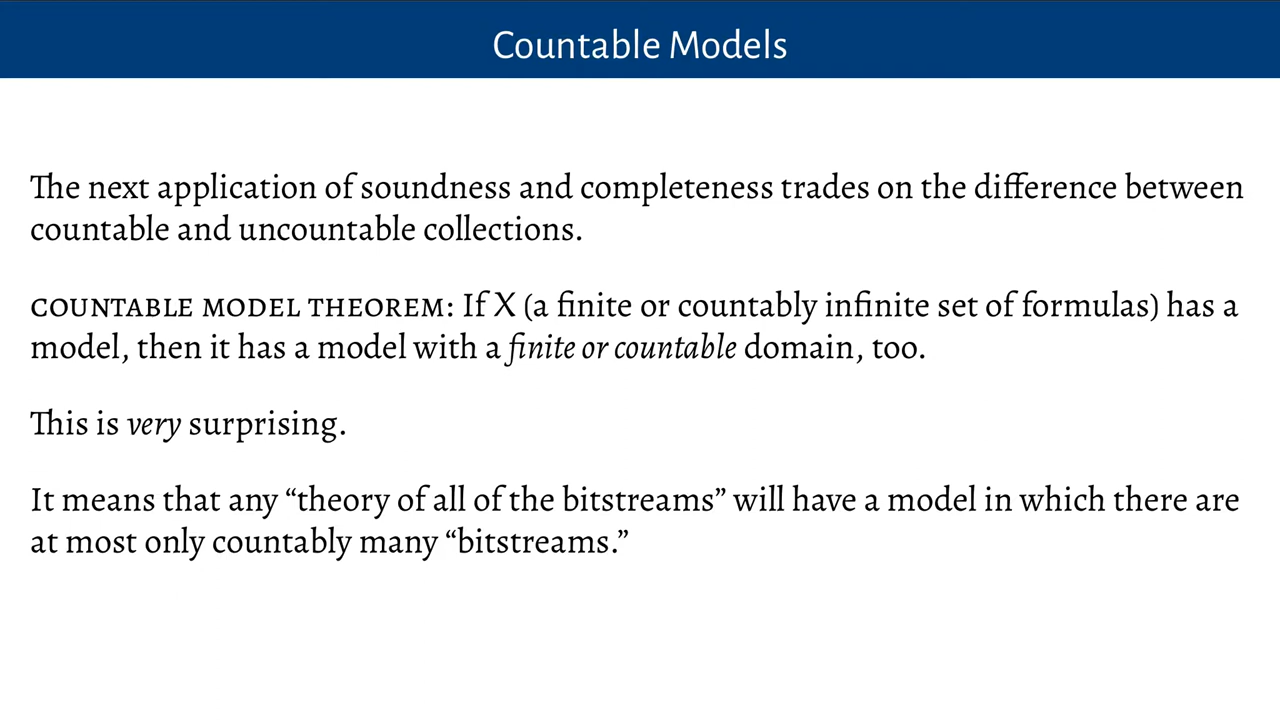 Countable Models
The next application of soundness and completeness trades on the difference between
countable and uncountable collections.
COUNTABLE MODEL THEOREM: If X (a finite or countably infinite set of formulas) has a
model, then it has a model with a finite or countable domain, too.
This is very surprising.
It means that any “theory of all of the bitstreams” will have a model in which there are
at most only countably many “bitstreams.”